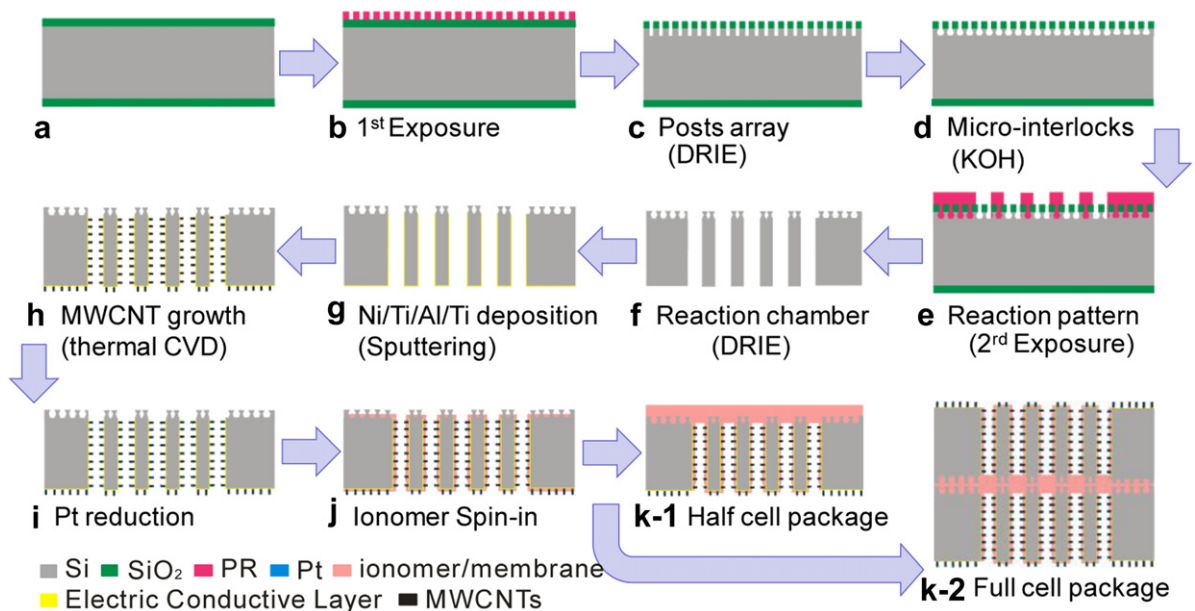 a
b 1st Exposure
c Posts array
(DRIE)
d Micro-interlocks
(KOH)
h MWCNT growth
(thermal CVD)
g Ni/Ti/Al/Ti deposition
(Sputtering)
f Reaction chamber
(DRIE)
e Reaction pattern
(2rd Exposure)
i Pt reduction
j Ionomer Spin-in
k-1 Half cell package
k-2 Full cell package
Si SiO₂ PR Pt ionomer/membrane
Electric Conductive Layer MWCNTs